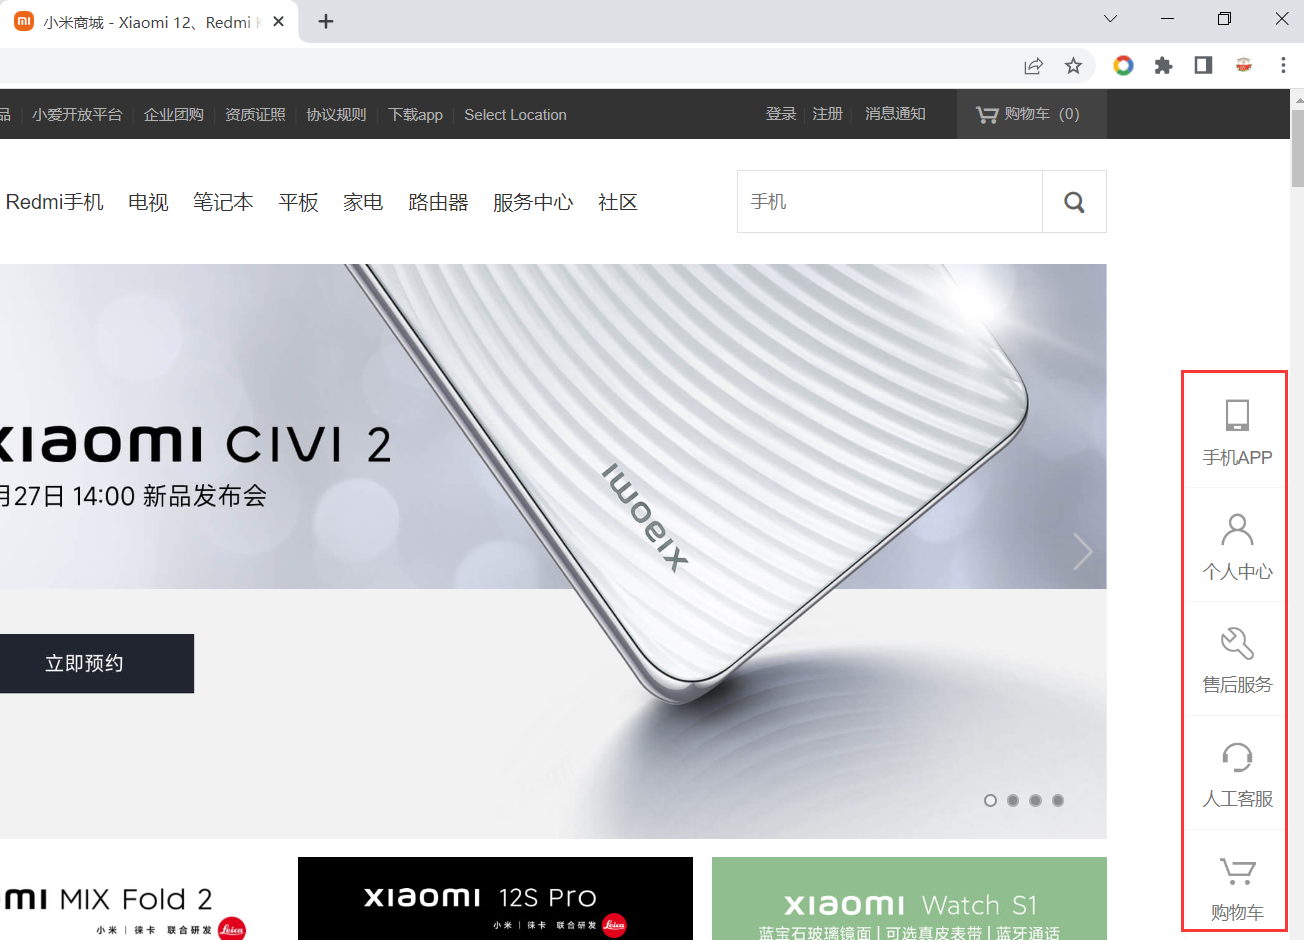 小米商城 - Xiaomi 12、Redmi
品 小爱开放平台 企业团购 资质证照 协议规则 下载app Select Location 登录 注册 消息通知 购物车 (0)
Redmi手机 电视 笔记本 平板 家电 路由器 服务中心 社区 手机
xiaomi CIVI 2
月27日 14:00 新品发布会
xiaomi
立即预约
手机APP
个人中心
售后服务
人工客服
购物车
mi MIX Fold 2
小米 | 徕卡 联合研发 Leica
xiaomi 12S Pro
小米 | 徕卡 联合研发 Leica
xiaomi Watch S1
蓝宝石玻璃镜面 | 可选真皮表带 | 蓝牙通话